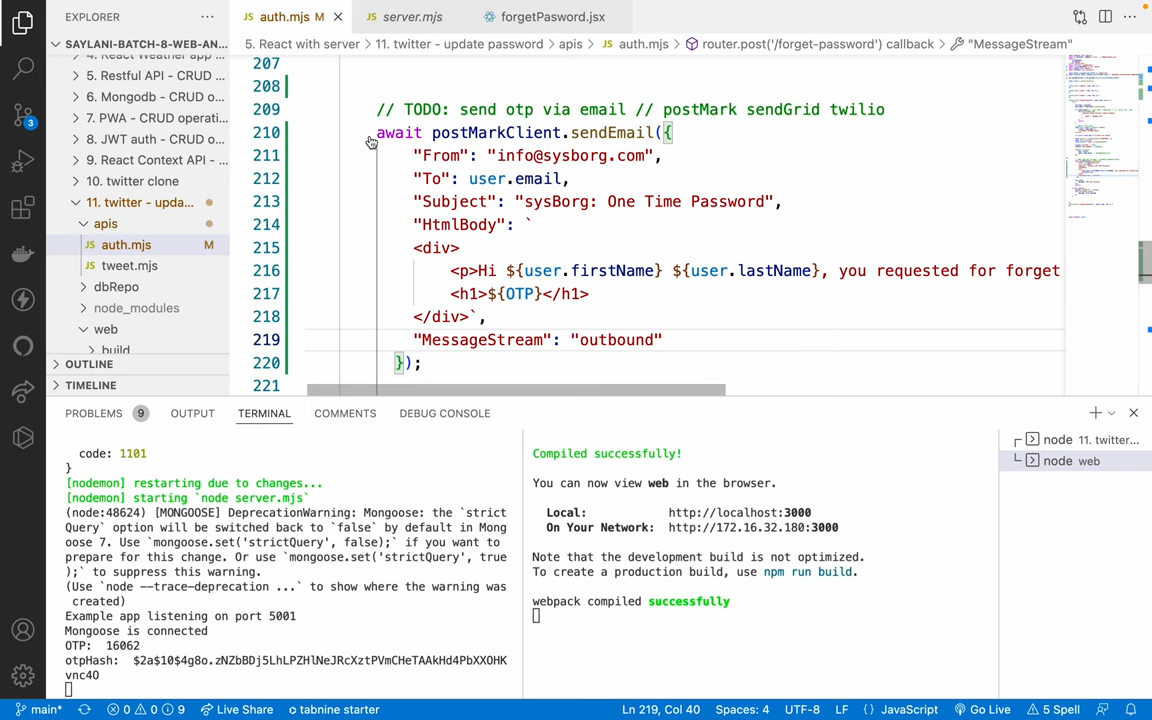 EXPLORER
auth.mjs M
server.mjs
forgetPasword.jsx
SAYLANI-BATCH-8-WEB-AN...
5. React with server > 11. twitter - update password > apis > JS auth.mjs > router.post('/forget-password') callback > "MessageStream"
4. React Weather app ...
5. Restful API - CRUD ...
6. Mongodb - CRUD o...
7. PWA - CRUD operati...
8. JWT auth - CRUD o...
9. React Context API - ...
10. twitter clone
11. twitter - upda...
apis
JS auth.mjs M
JS tweet.mjs
dbRepo
node_modules
web
build
OUTLINE
TIMELINE
3
207
208
209 // TODO: send otp via email // postMark sendGrid twilio
210 await postMarkClient.sendEmail({
211 "From": "info@sysborg.com",
212 "To": user.email,
213 "Subject": "sysBorg: One Time Password",
214 "HtmlBody": `
215 <div>
216 <p>Hi ${user.firstName} ${user.lastName}, you requested for forget
217 <h1>${OTP}</h1>
218 </div>`,
219 "MessageStream": "outbound"
220 });
221
PROBLEMS 9 OUTPUT TERMINAL COMMENTS DEBUG CONSOLE
code: 1101
}
[nodemon] restarting due to changes...
[nodemon] starting `node server.mjs`
(node:48624) [MONGOOSE] DeprecationWarning: Mongoose: the `strict
Query` option will be switched back to `false` by default in Mong
oose 7. Use `mongoose.set('strictQuery', false);` if you want to
prepare for this change. Or use `mongoose.set('strictQuery', true
);` to suppress this warning.
(Use `node --trace-deprecation ...` to show where the warning was
created)
Example app listening on port 5001
Mongoose is connected
OTP: 16062
otpHash: $2a$10$4g8o.zNZbBDj5LhLPZHlNeJRcXztPVmCHeTAAkHd4PbXXOHK
vnc4O
Compiled successfully!
You can now view web in the browser.
Local: http://localhost:3000
On Your Network: http://172.16.32.180:3000
Note that the development build is not optimized.
To create a production build, use npm run build.
webpack compiled successfully
node 11. twitter...
node web
main* 0 0 9 Live Share tabnine starter Ln 219, Col 40 Spaces: 4 UTF-8 LF {} JavaScript Go Live 5 Spell